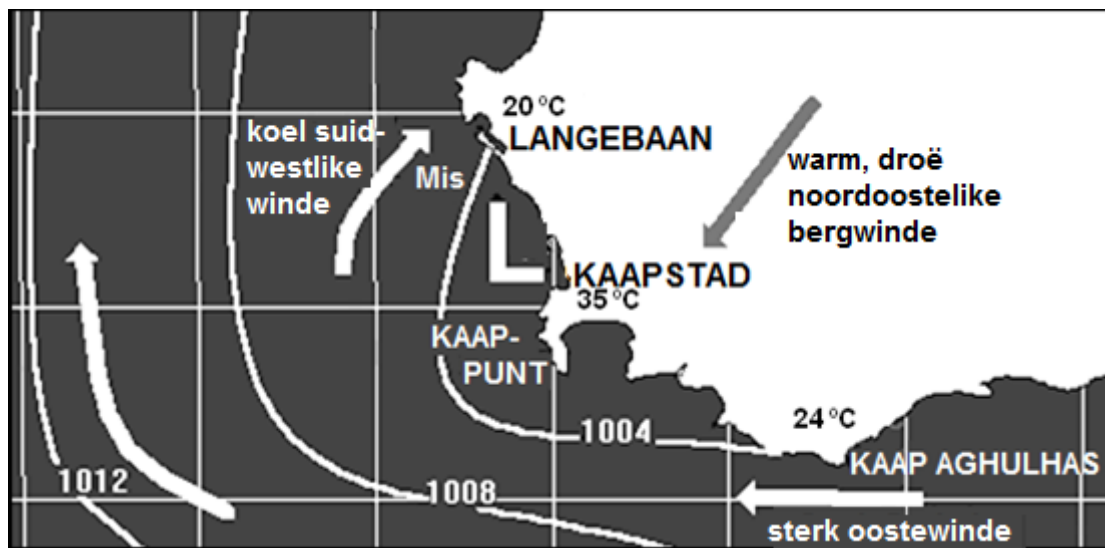 20 °C
LANGEBAAN
koel suid-
westlike
winde
Mis
warm, droë
noordoostelike
bergwinde
L
KAAPSTAD
35 °C
KAAP-
PUNT
24 °C
1004
KAAP AGHULHAS
1012
1008
sterk oostewinde